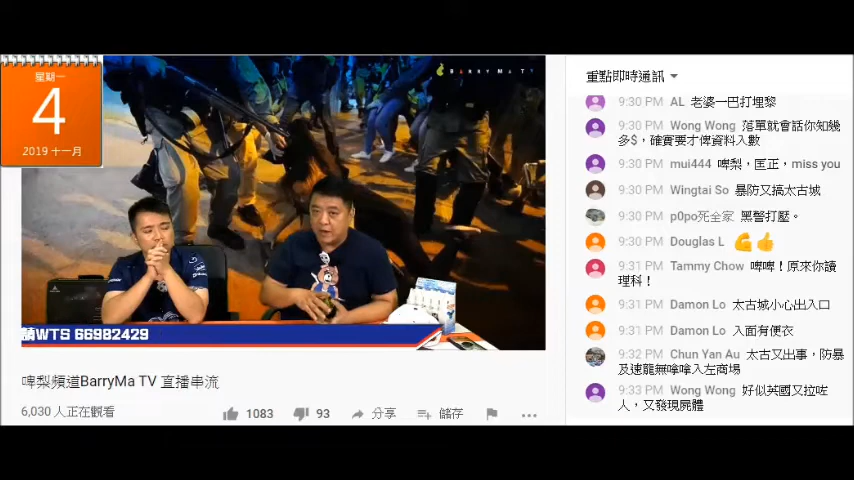 星期一
4
2019 十一月
BARRY MA TV
請WTS 66982429
啤梨頻道BarryMa TV 直播串流
6,030 人正在觀看
1083
93
分享
儲存
重點即時通訊
9:30 PM AL 老婆一巴打埋黎
9:30 PM Wong Wong 落單就會話你知幾
多$，確實要才俾資料入數
9:30 PM mui444 啤梨，匡正，miss you
9:30 PM Wingtai So 暴防又搞太古城
9:30 PM p0po死全家 黑警打壓。
9:30 PM Douglas L 💪👍
9:31 PM Tammy Chow 啤啤！原來你讀
理科！
9:31 PM Damon Lo 太古城小心出入口
9:31 PM Damon Lo 入面有便衣
9:32 PM Chun Yan Au 太古又出事，防暴
及速龍無啦啦入左商場
9:33 PM Wong Wong 好似英國又拉咗
人，又發現屍體